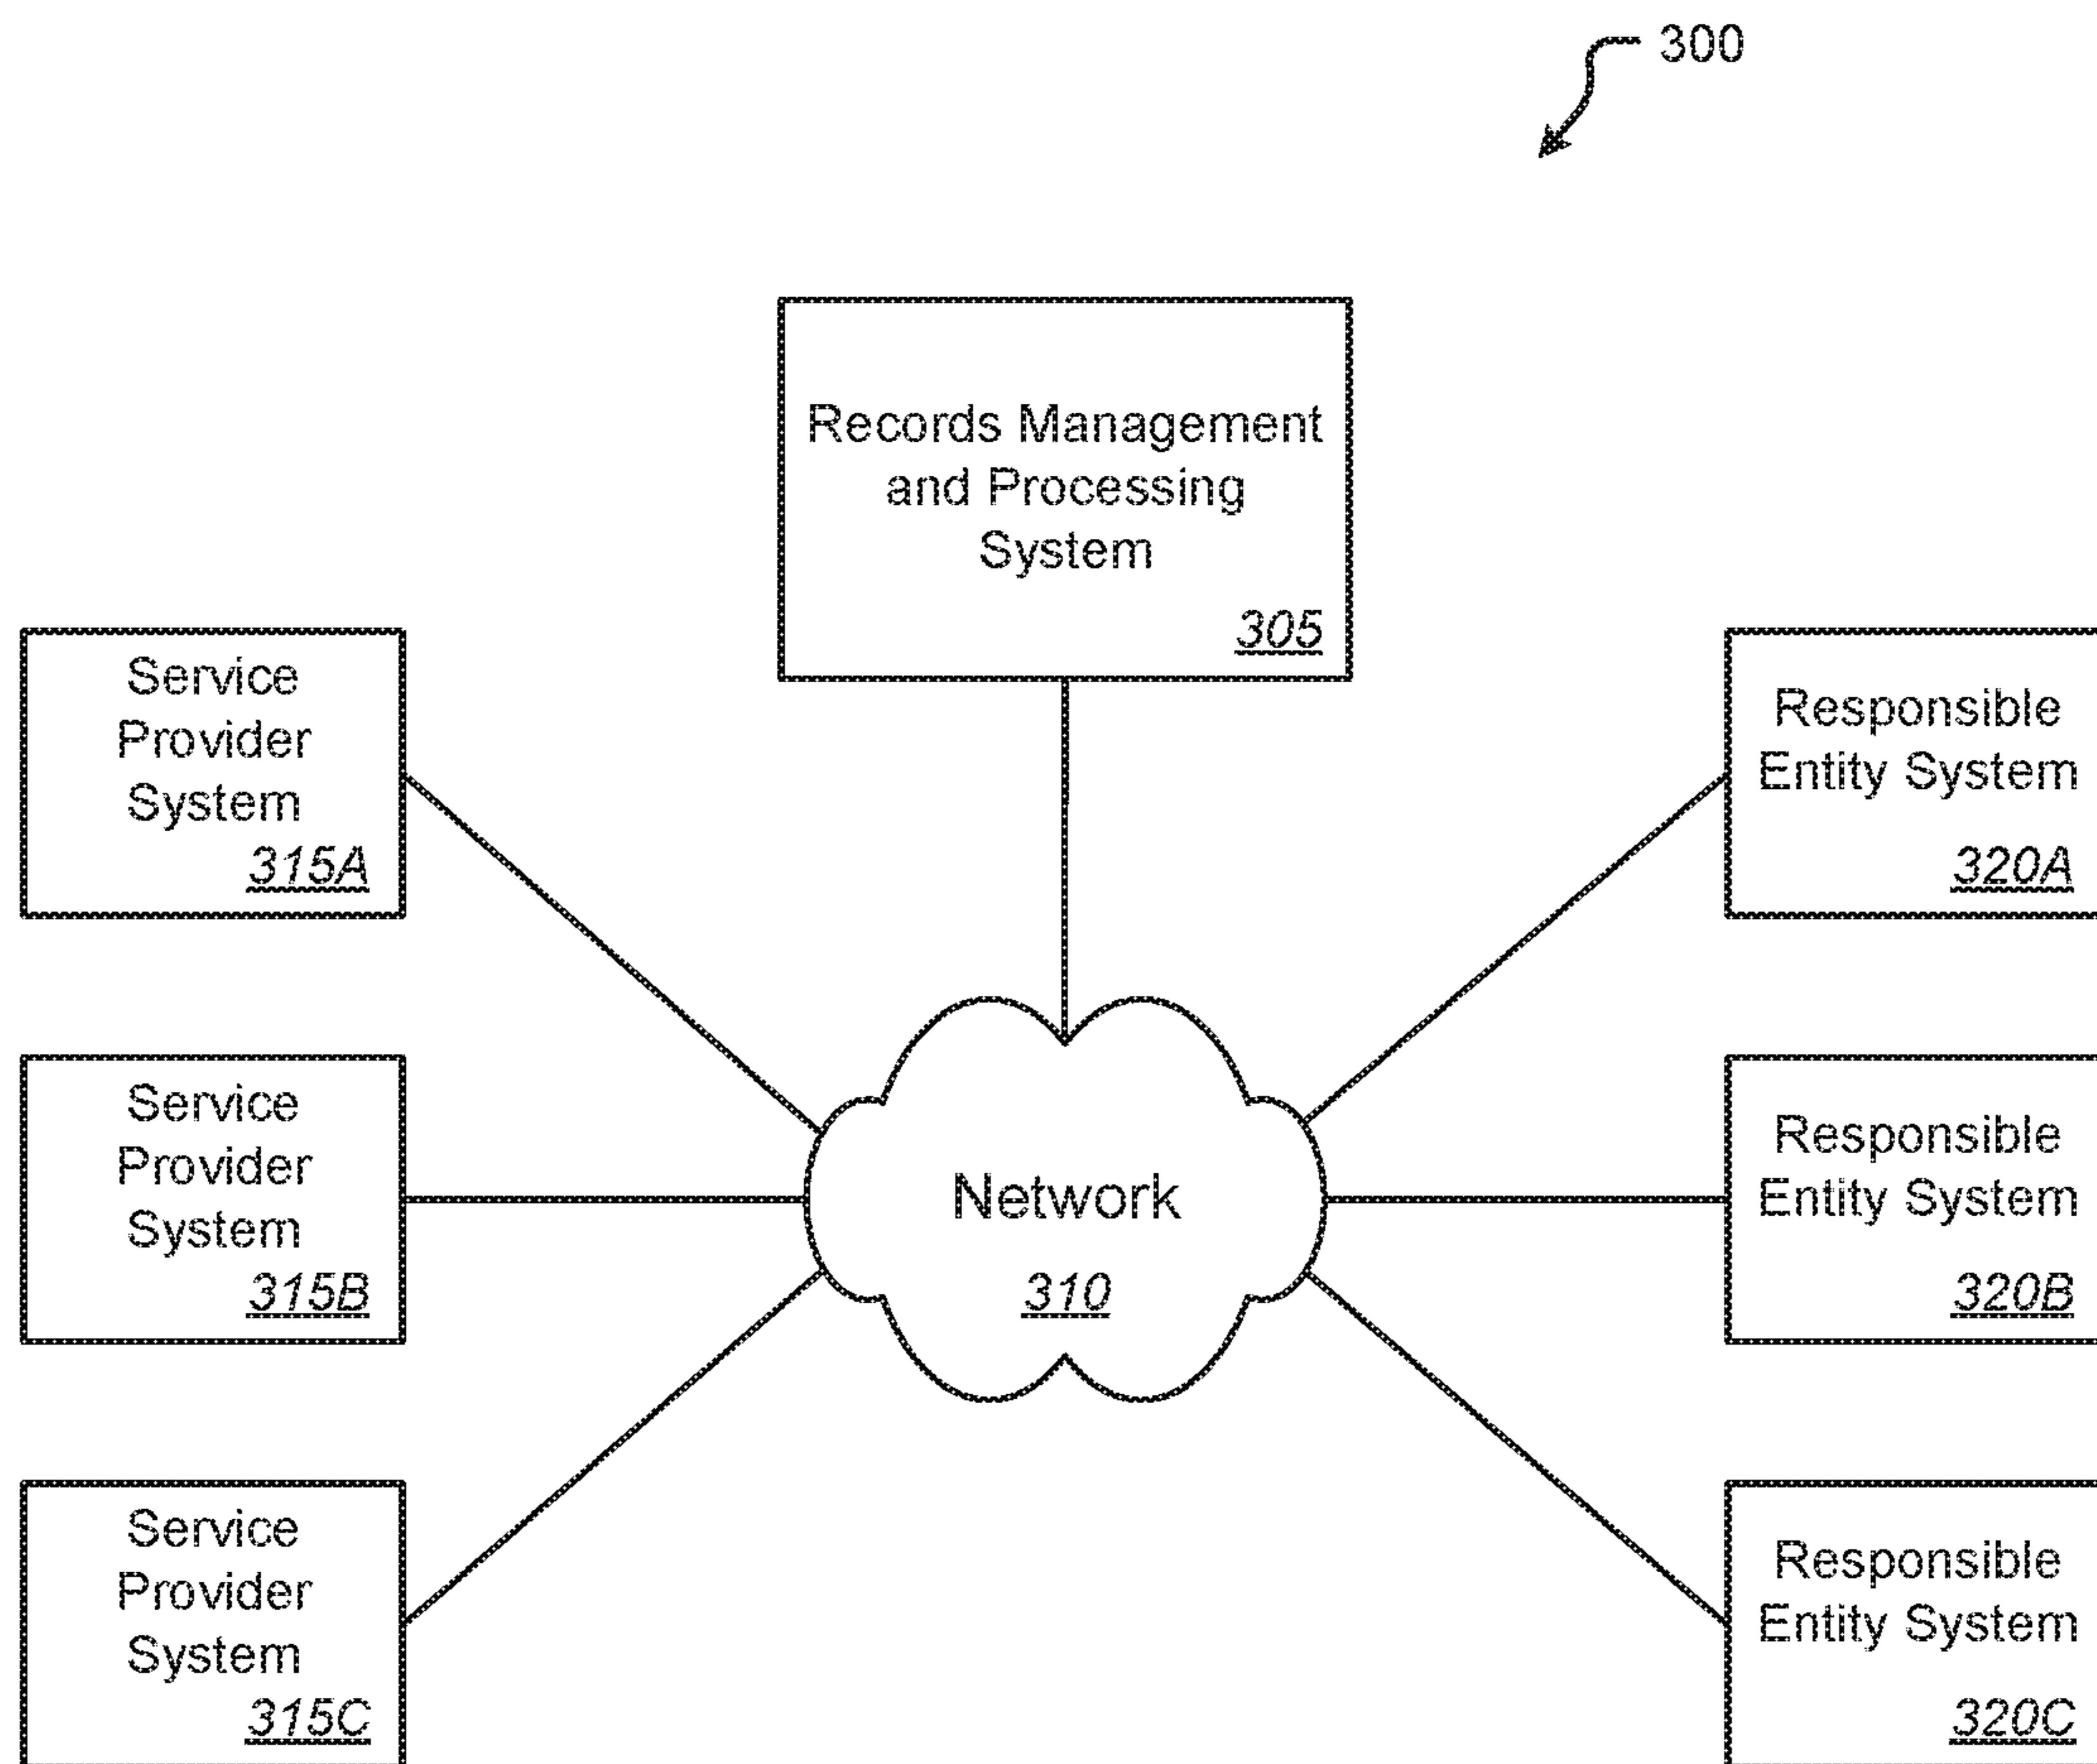 300
Records Management
and Processing
System
305
Service
Provider
System
315A
Responsible
Entity System
320A
Service
Provider
System
315B
Network
310
Responsible
Entity System
320B
Service
Provider
System
315C
Responsible
Entity System
320C